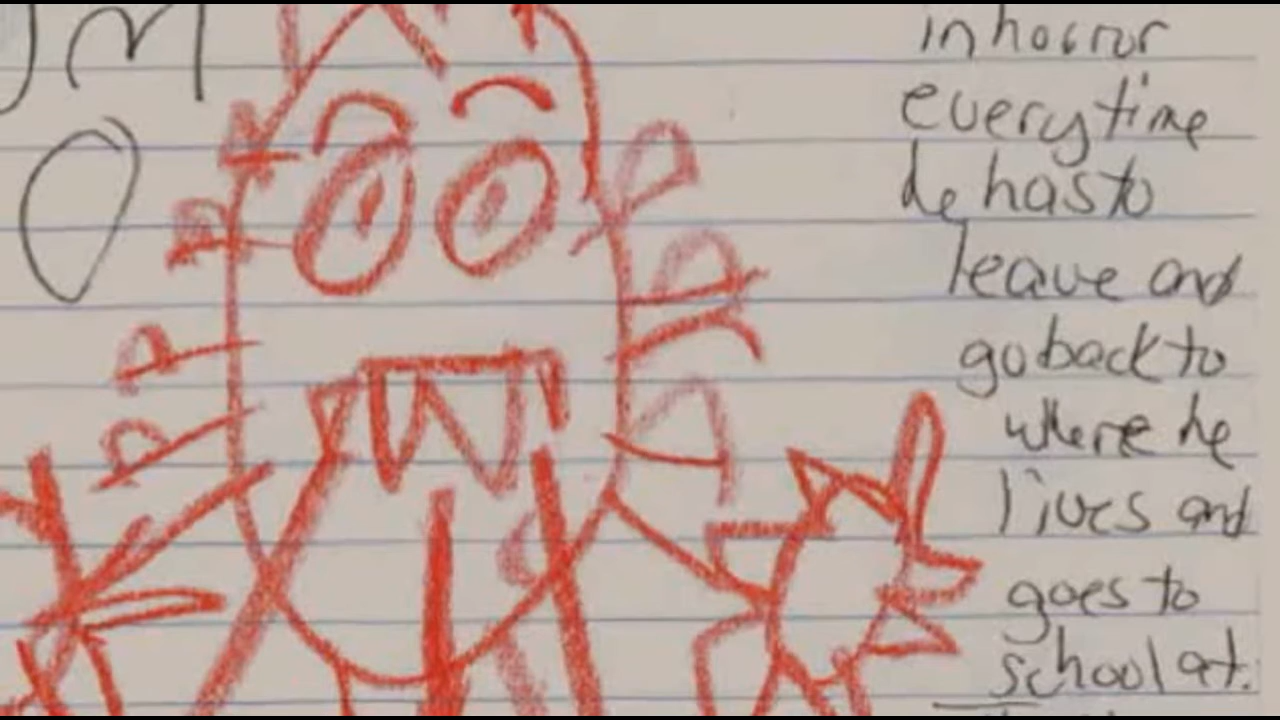 in horror
everytime
he has to
leave and
go back to
where he
lives and
goes to
school at.